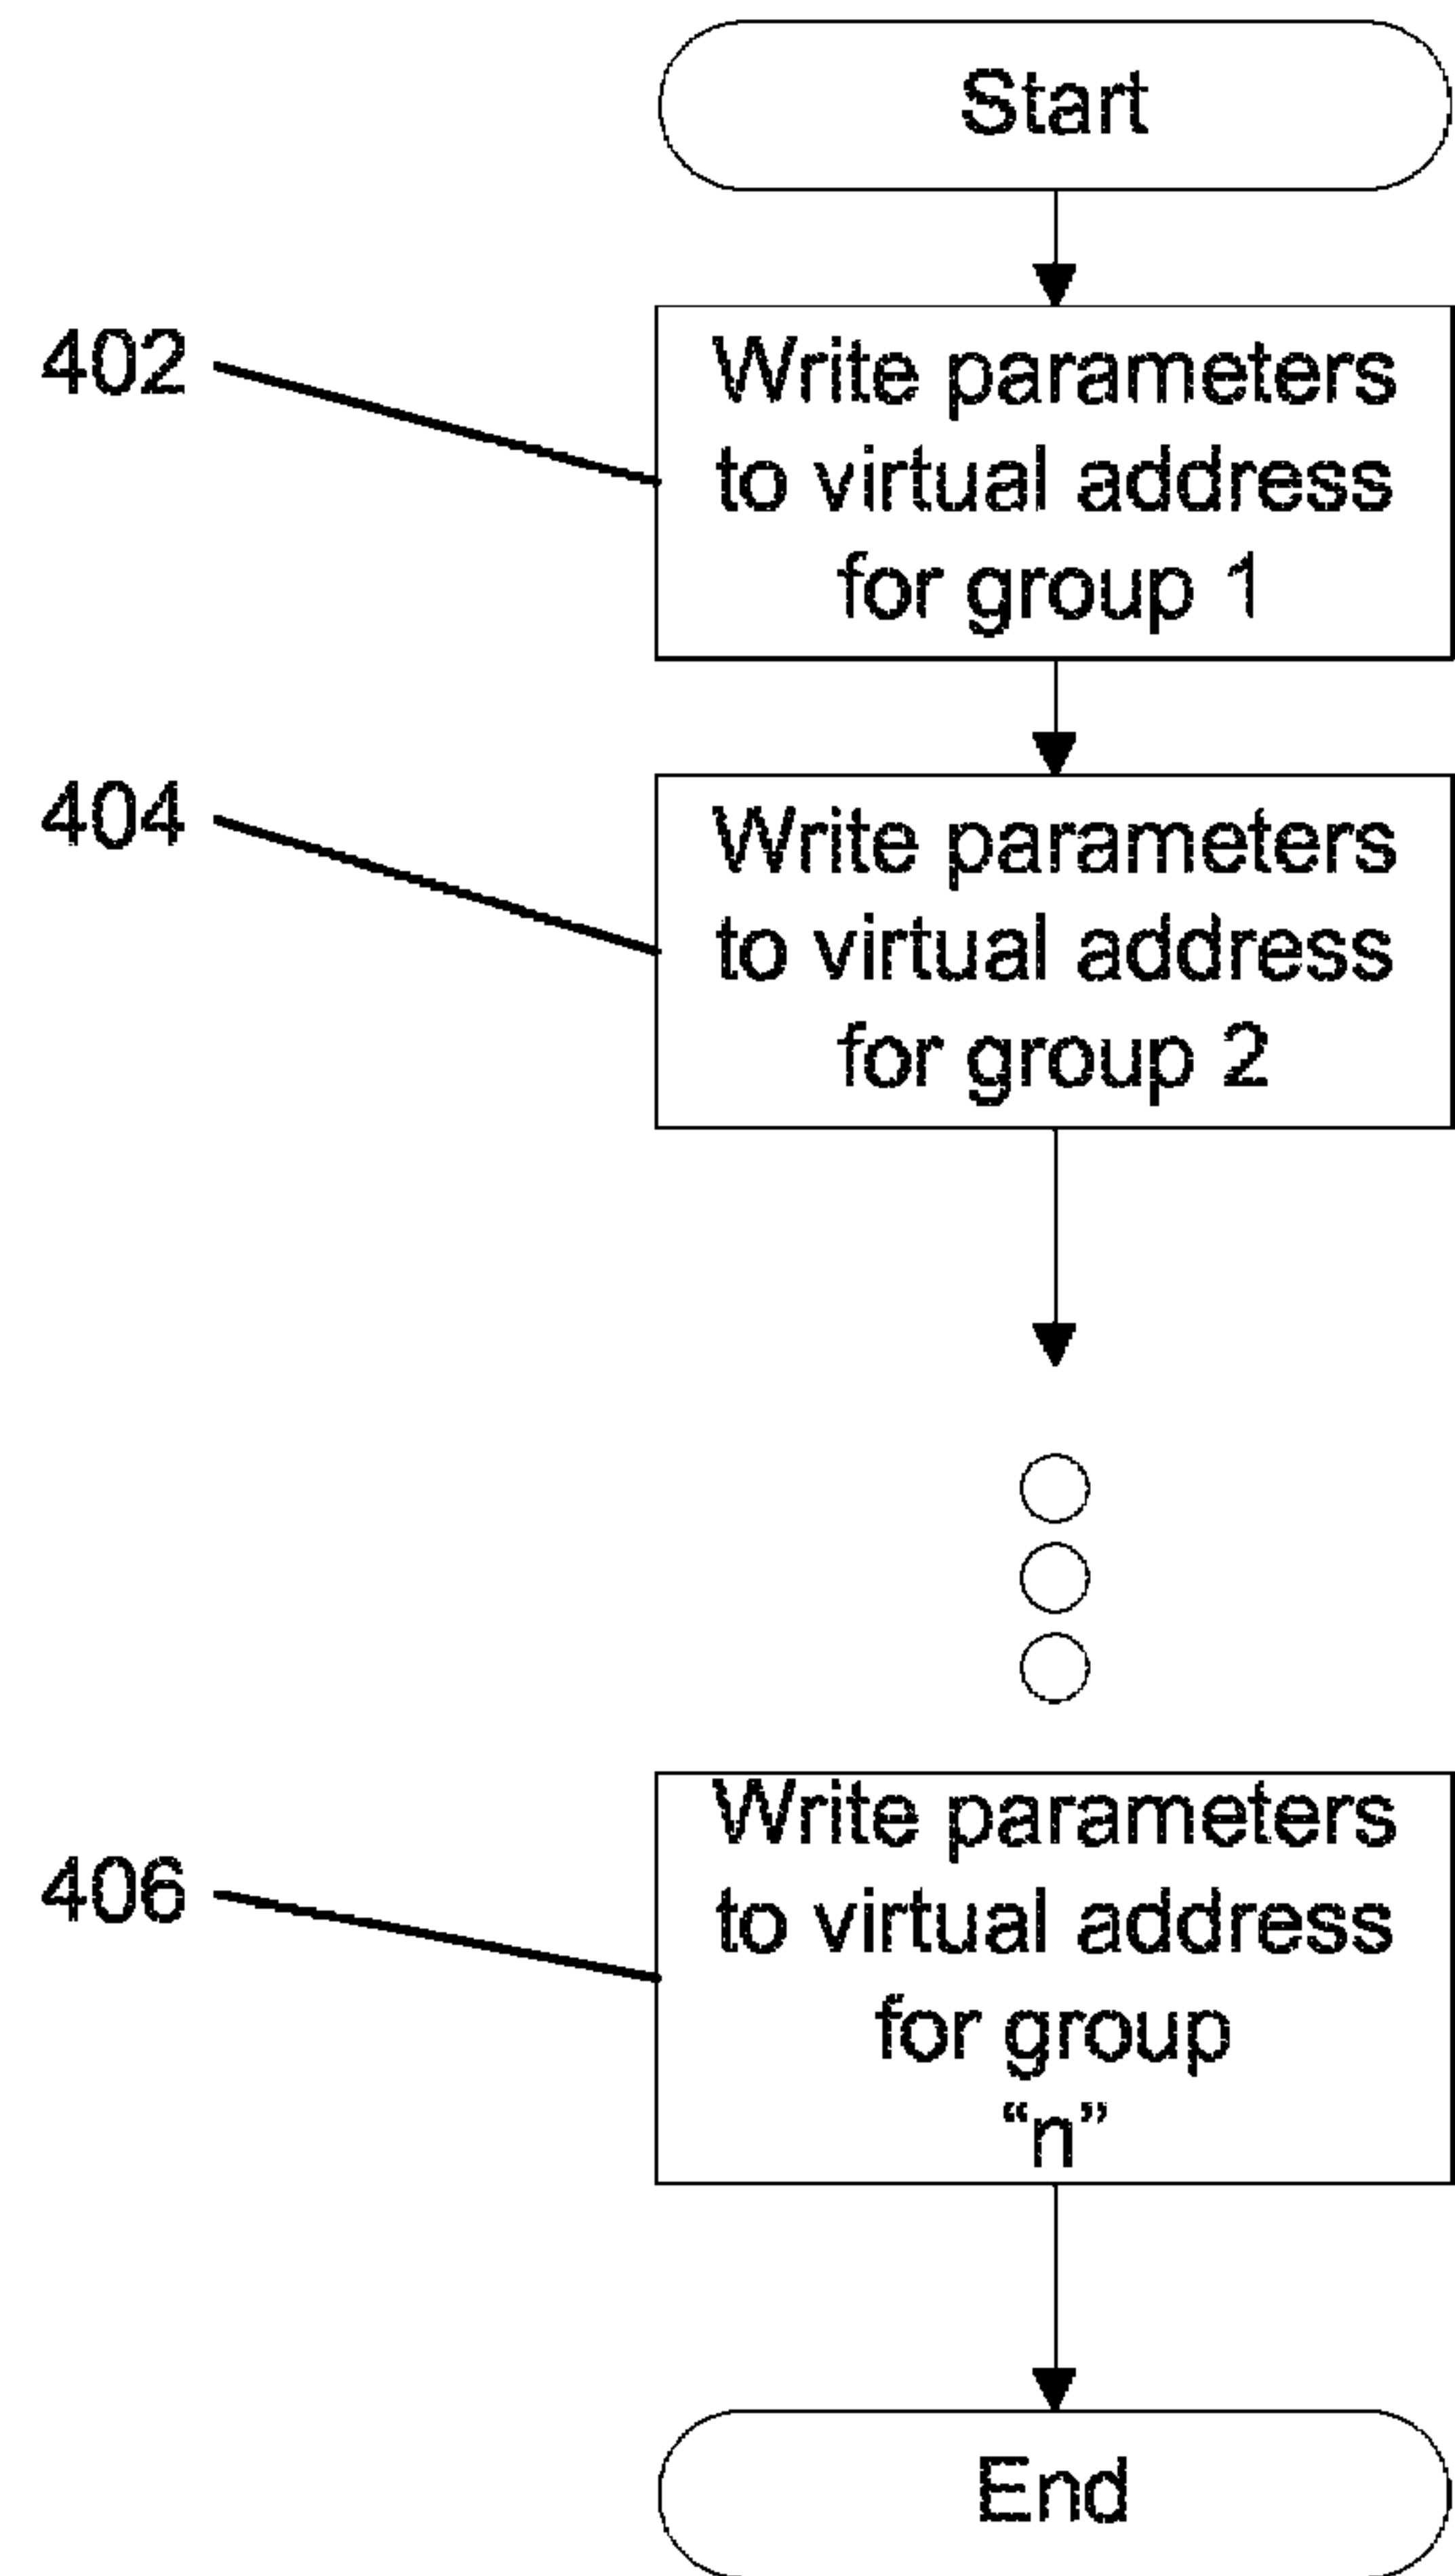 Start
402
Write parameters
to virtual address
for group 1
404
Write parameters
to virtual address
for group 2
406
Write parameters
to virtual address
for group
“n”
End